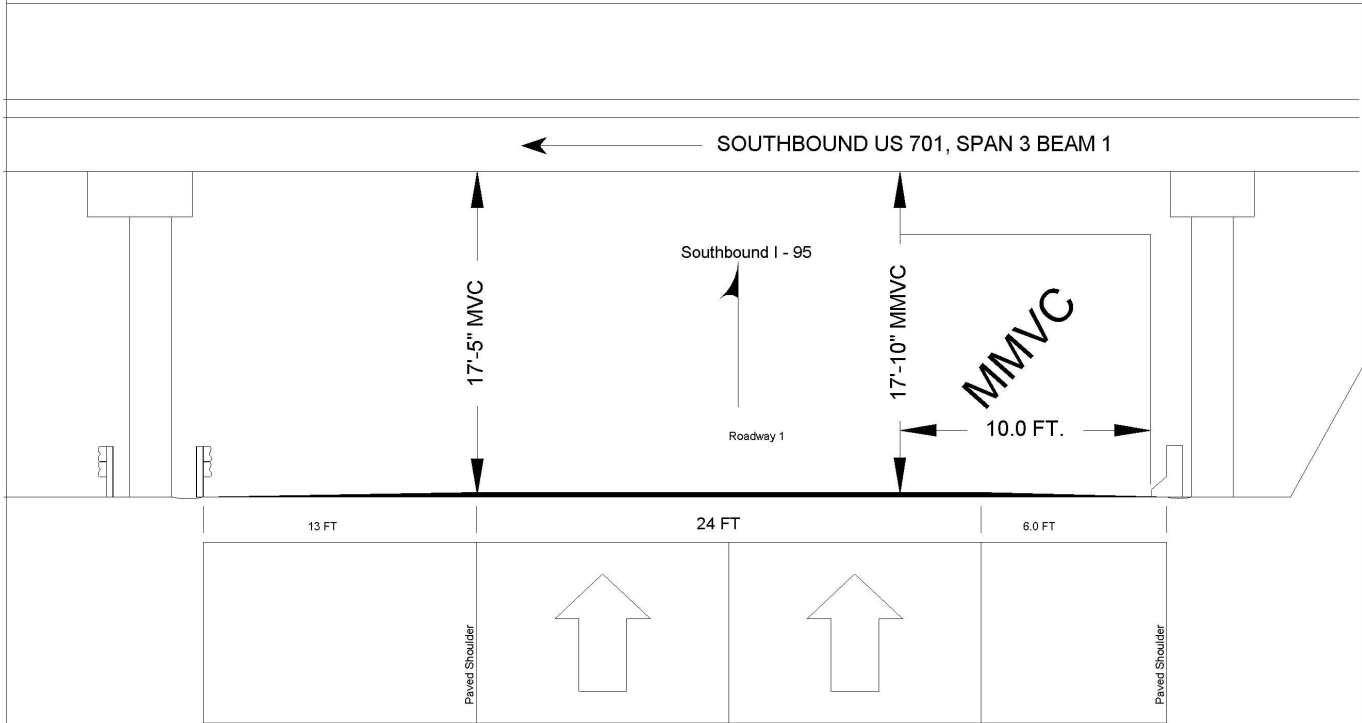 SOUTHBOUND US 701, SPAN 3 BEAM 1
Southbound I - 95
17'-5" MVC
17'-10" MMVC
MMVC
10.0 FT.
Roadway 1
13 FT
24 FT
6.0 FT
Paved Shoulder
Paved Shoulder